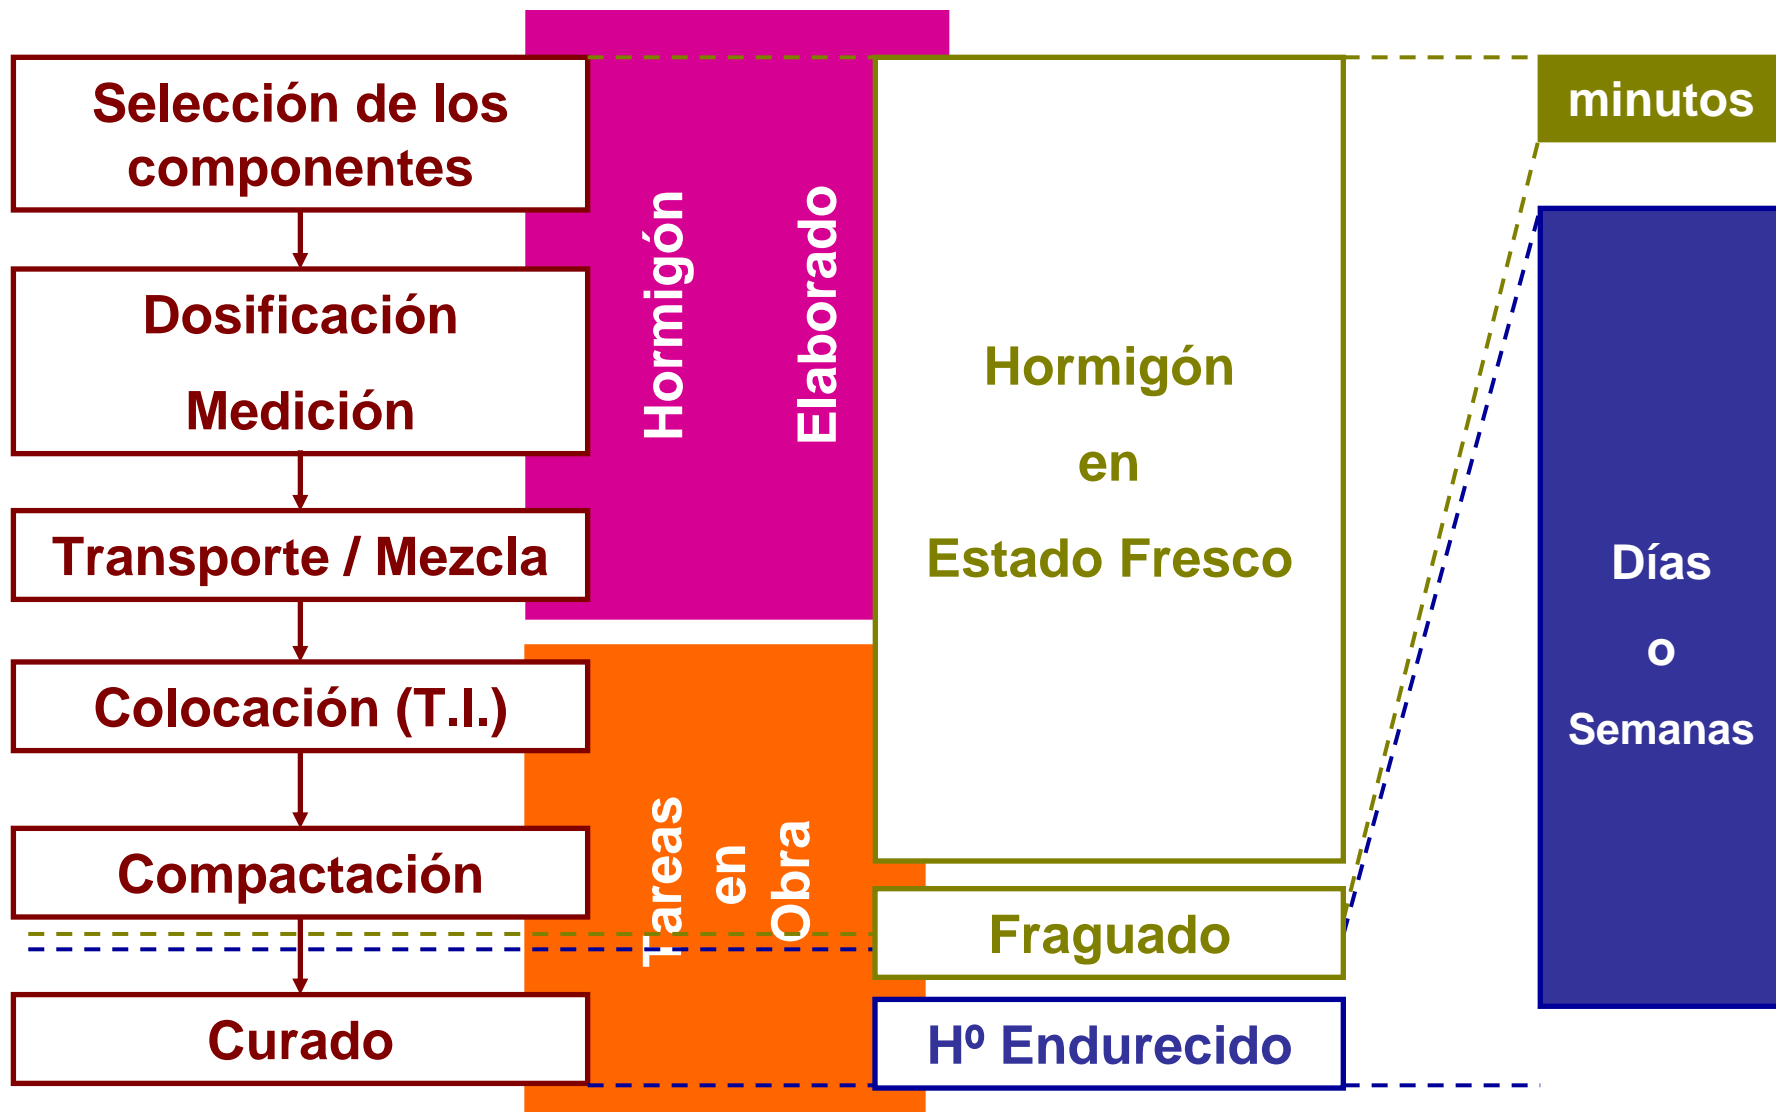 Selección de los
componentes
Dosificación
Medición
Transporte / Mezcla
Colocación (T.I.)
Compactación
Curado
Hormigón
Elaborado
Tareas
en
Obra
Hormigón
en
Estado Fresco
Fraguado
Hº Endurecido
minutos
Días
o
Semanas